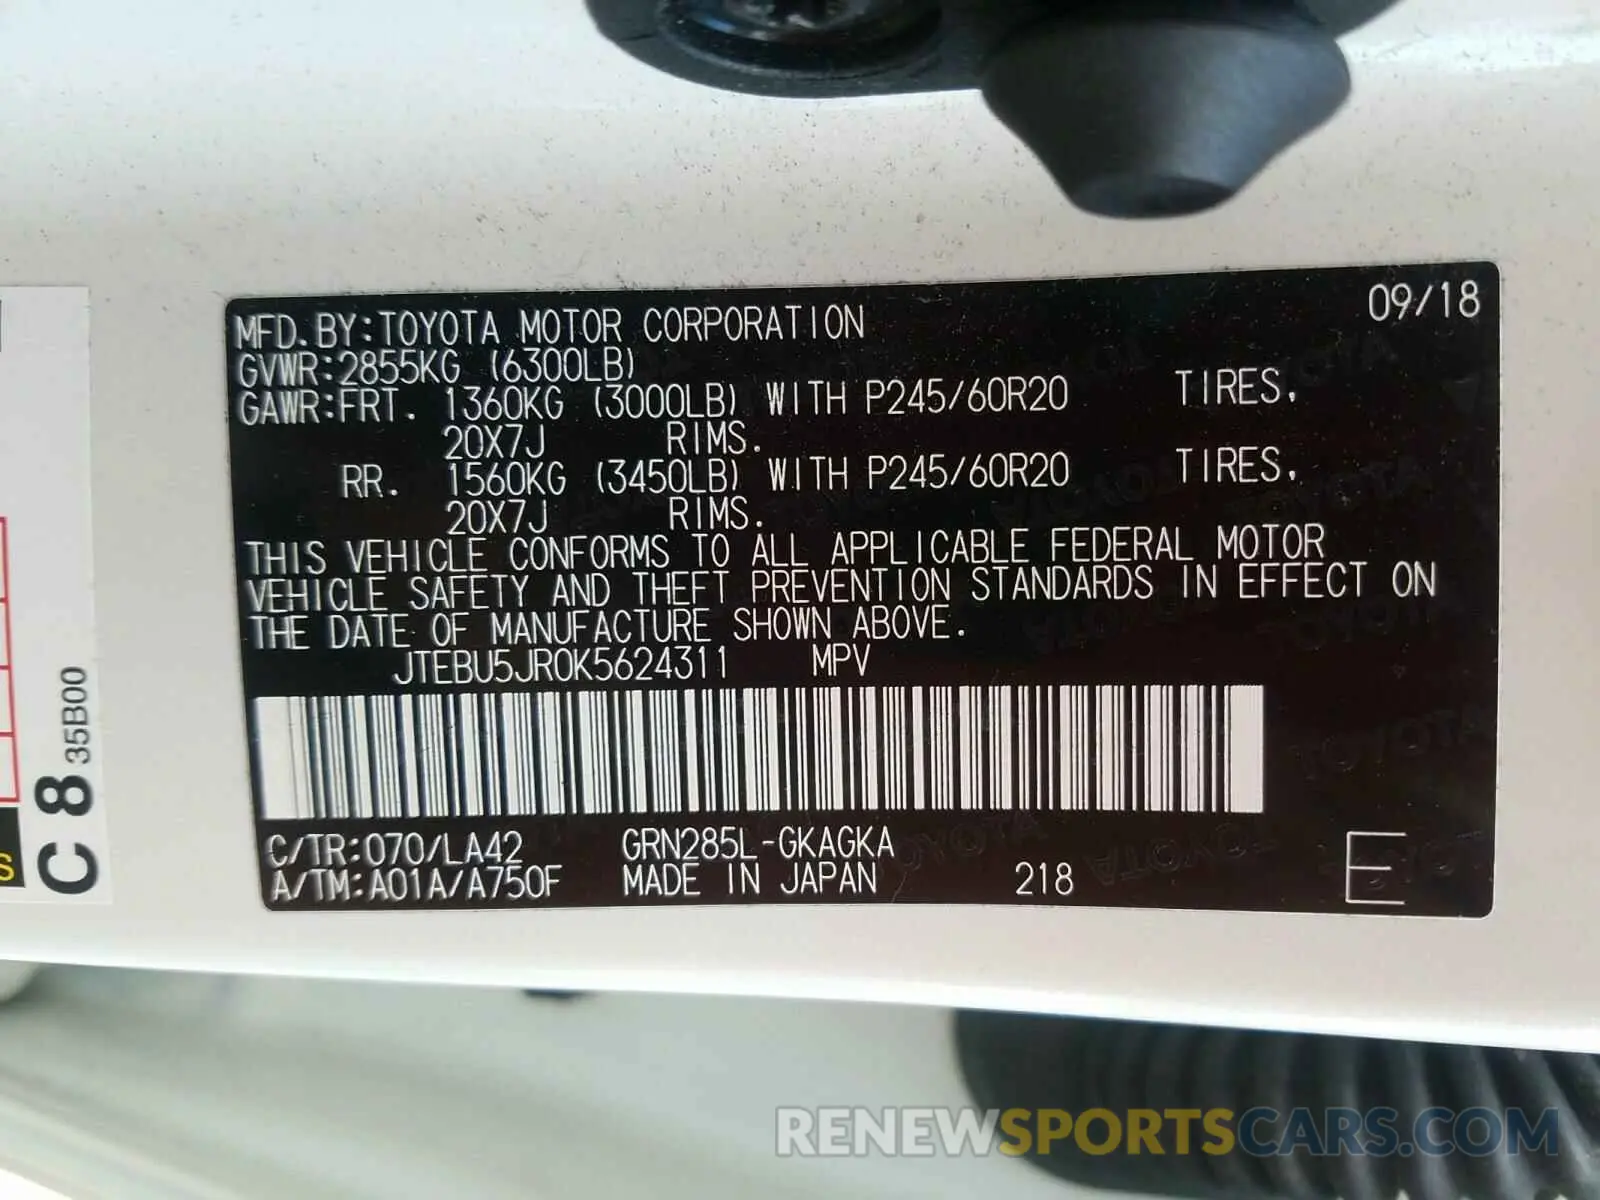 09/18
MFD.BY:TOYOTA MOTOR CORPORATION
GVWR:2855KG (6300LB)
GAWR:FRT. 1360KG (3000LB) WITH P245/60R20 TIRES,
20X7J RIMS.
RR. 1560KG (3450LB) WITH P245/60R20 TIRES,
20X7J RIMS.
THIS VEHICLE CONFORMS TO ALL APPLICABLE FEDERAL MOTOR
VEHICLE SAFETY AND THEFT PREVENTION STANDARDS IN EFFECT ON
THE DATE OF MANUFACTURE SHOWN ABOVE.
JTEBU5JR0K5624311 MPV
C/TR:070/LA42 GRN285L-GKAGKA
A/TM:A01A/A750F MADE IN JAPAN 218 E
C 8 35B00
RENEWSPORTSCARS.COM